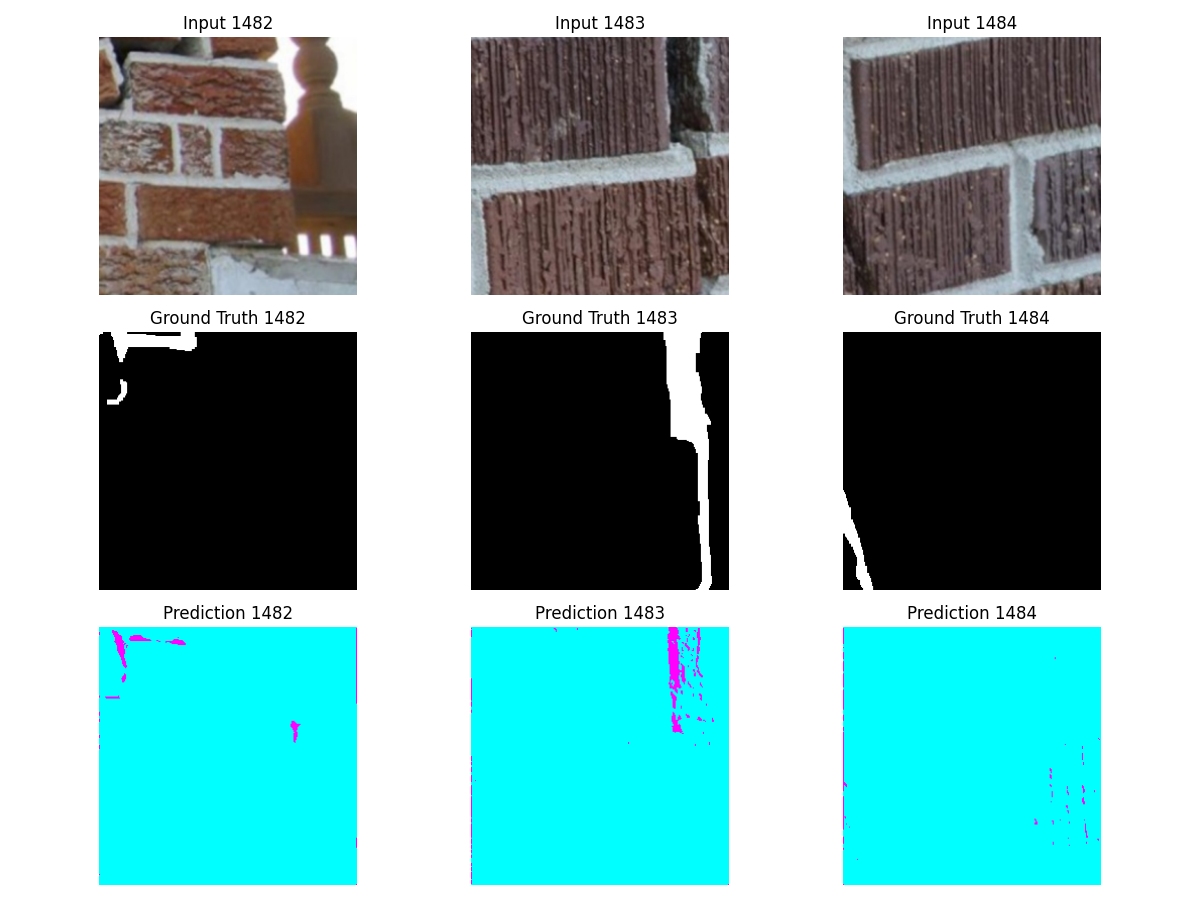 Input 1482
Input 1483
Input 1484
Ground Truth 1482
Ground Truth 1483
Ground Truth 1484
Prediction 1482
Prediction 1483
Prediction 1484